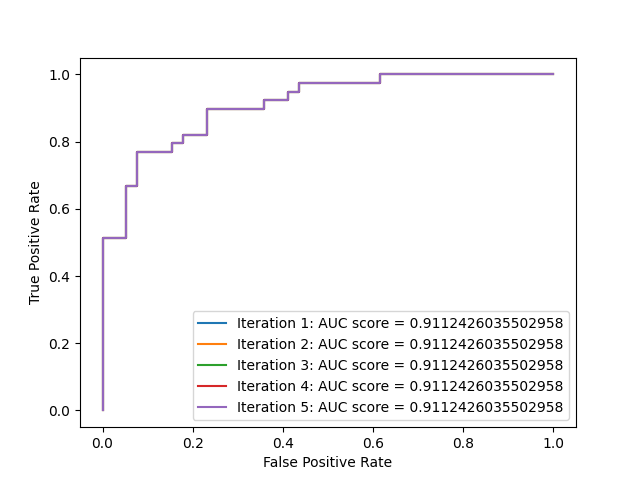 1.0
0.8
0.6
0.4
0.2
0.0
True Positive Rate
Iteration 1: AUC score = 0.9112426035502958
Iteration 2: AUC score = 0.9112426035502958
Iteration 3: AUC score = 0.9112426035502958
Iteration 4: AUC score = 0.9112426035502958
Iteration 5: AUC score = 0.9112426035502958
0.0 0.2 0.4 0.6 0.8 1.0
False Positive Rate